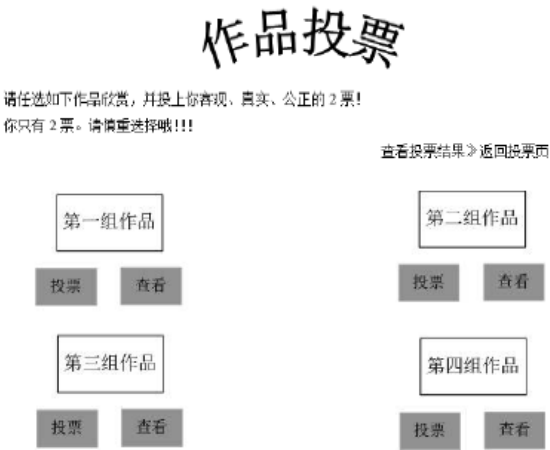 作品投票
请任选如下作品欣赏，并投上你客观、真实、公正的 2 票！
你只有 2 票。请慎重选择哦！！！
查看投票结果》返回投票页
第一组作品
第二组作品
投票 查看
投票 查看
第三组作品
第四组作品
投票 查看
投票 查看